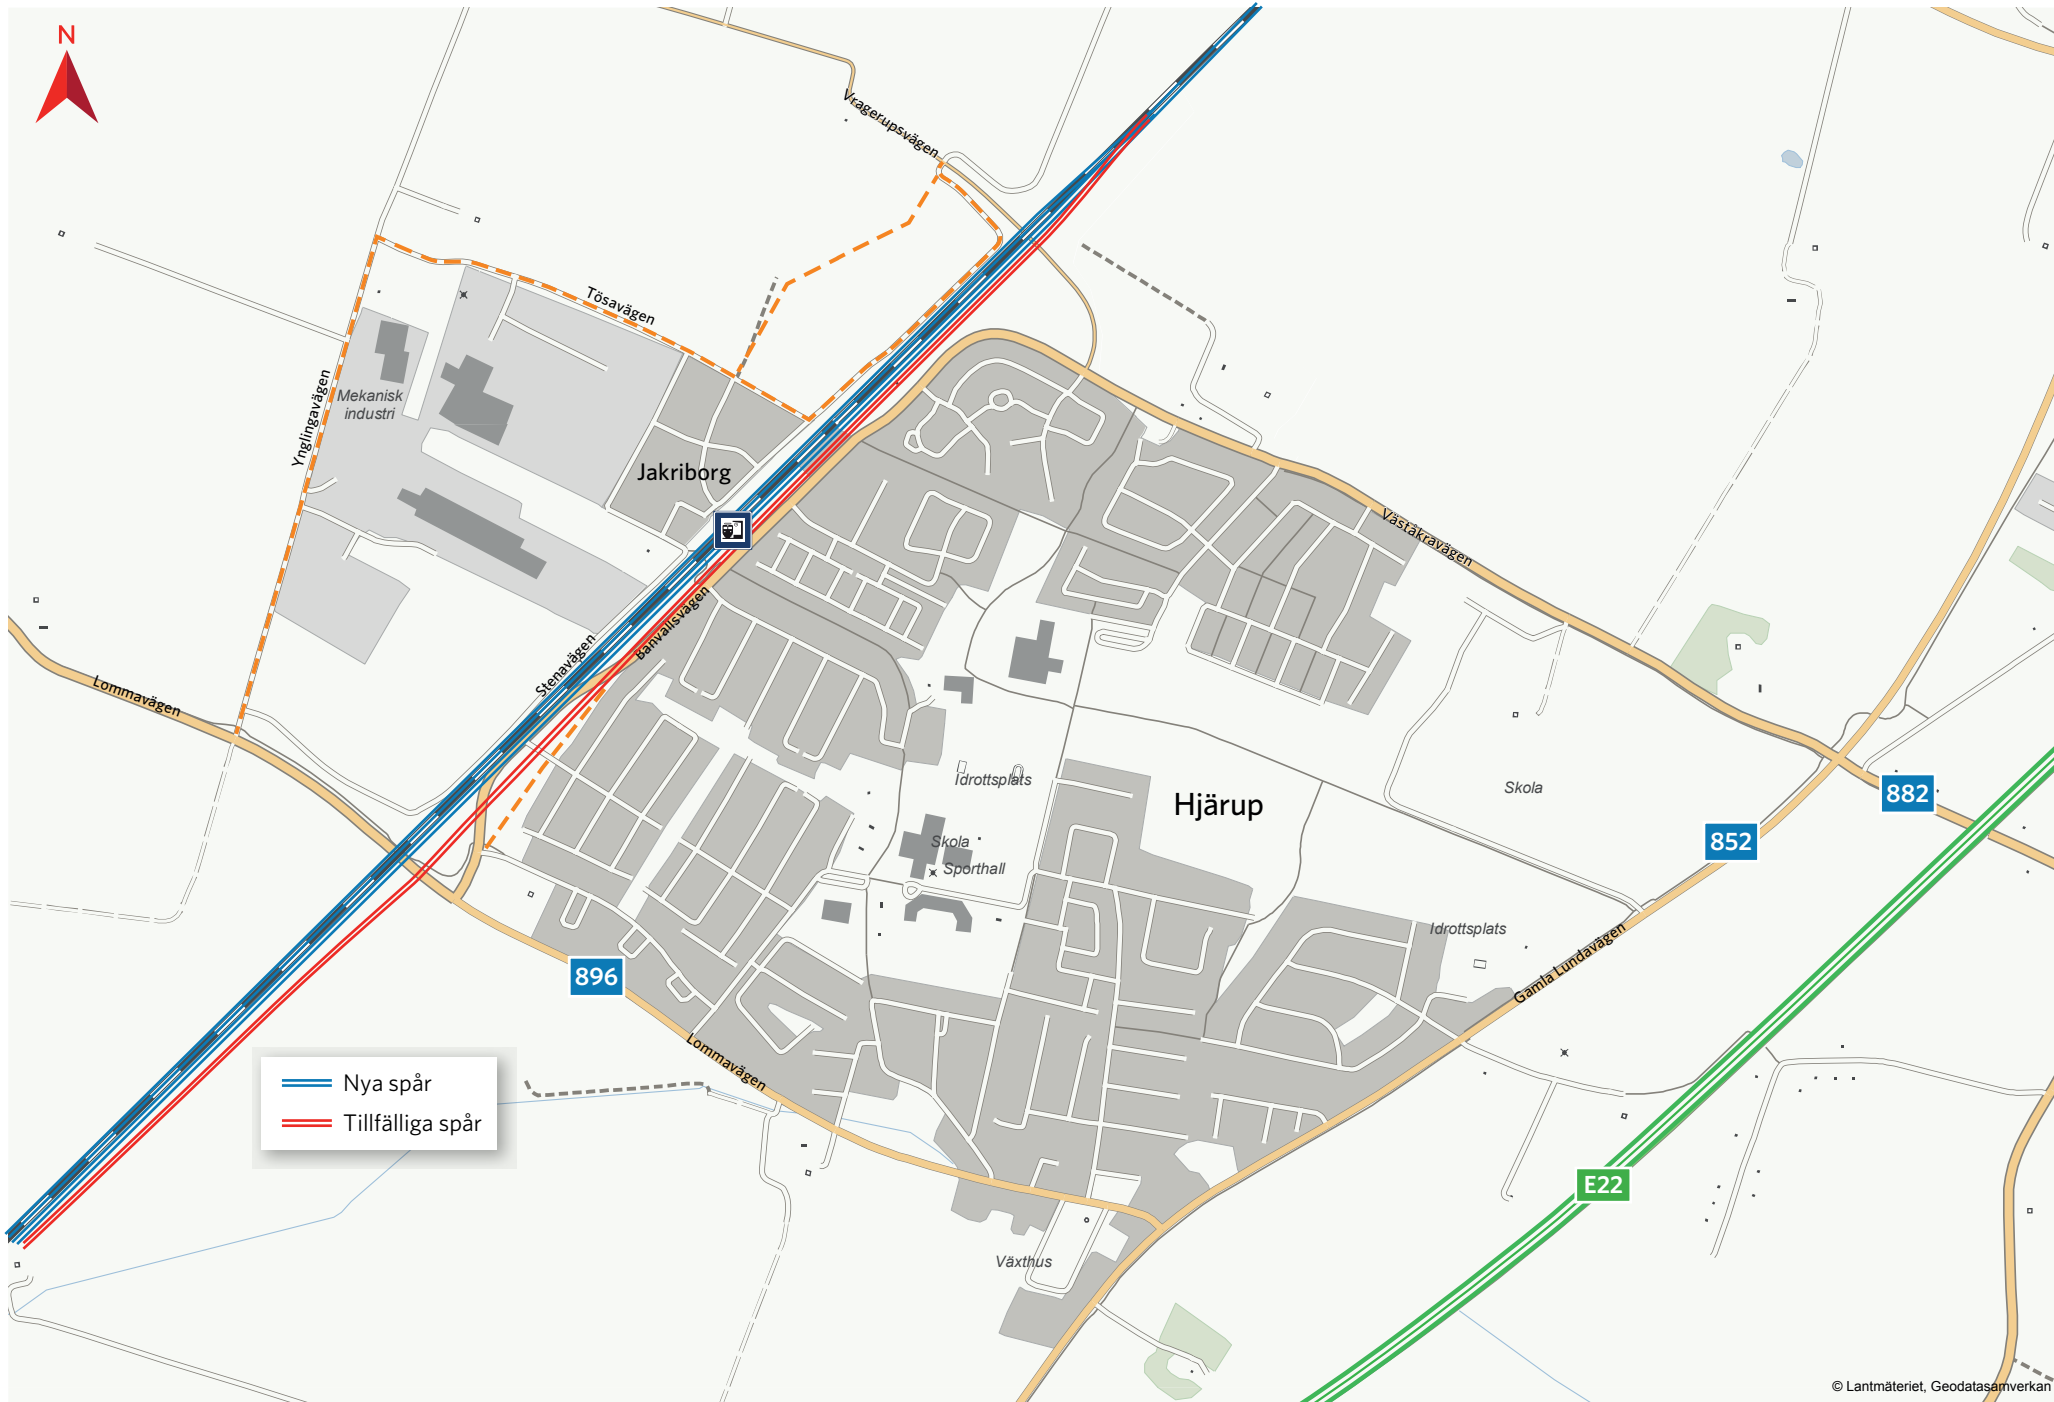 N
Vragerupsvägen
Tösavägen
Ynglingavägen
Mekanisk
industri
Jakriborg
Väståkravägen
Banvallsvägen
Stenavägen
Lommavägen
Idrottsplats
Hjärup
Skola
882
852
Skola
Sporthall
Idrottsplats
Gamla Lundavägen
896
Lommavägen
Nya spår
Tillfälliga spår
E22
Växthus
© Lantmäteriet, Geodatasamverkan